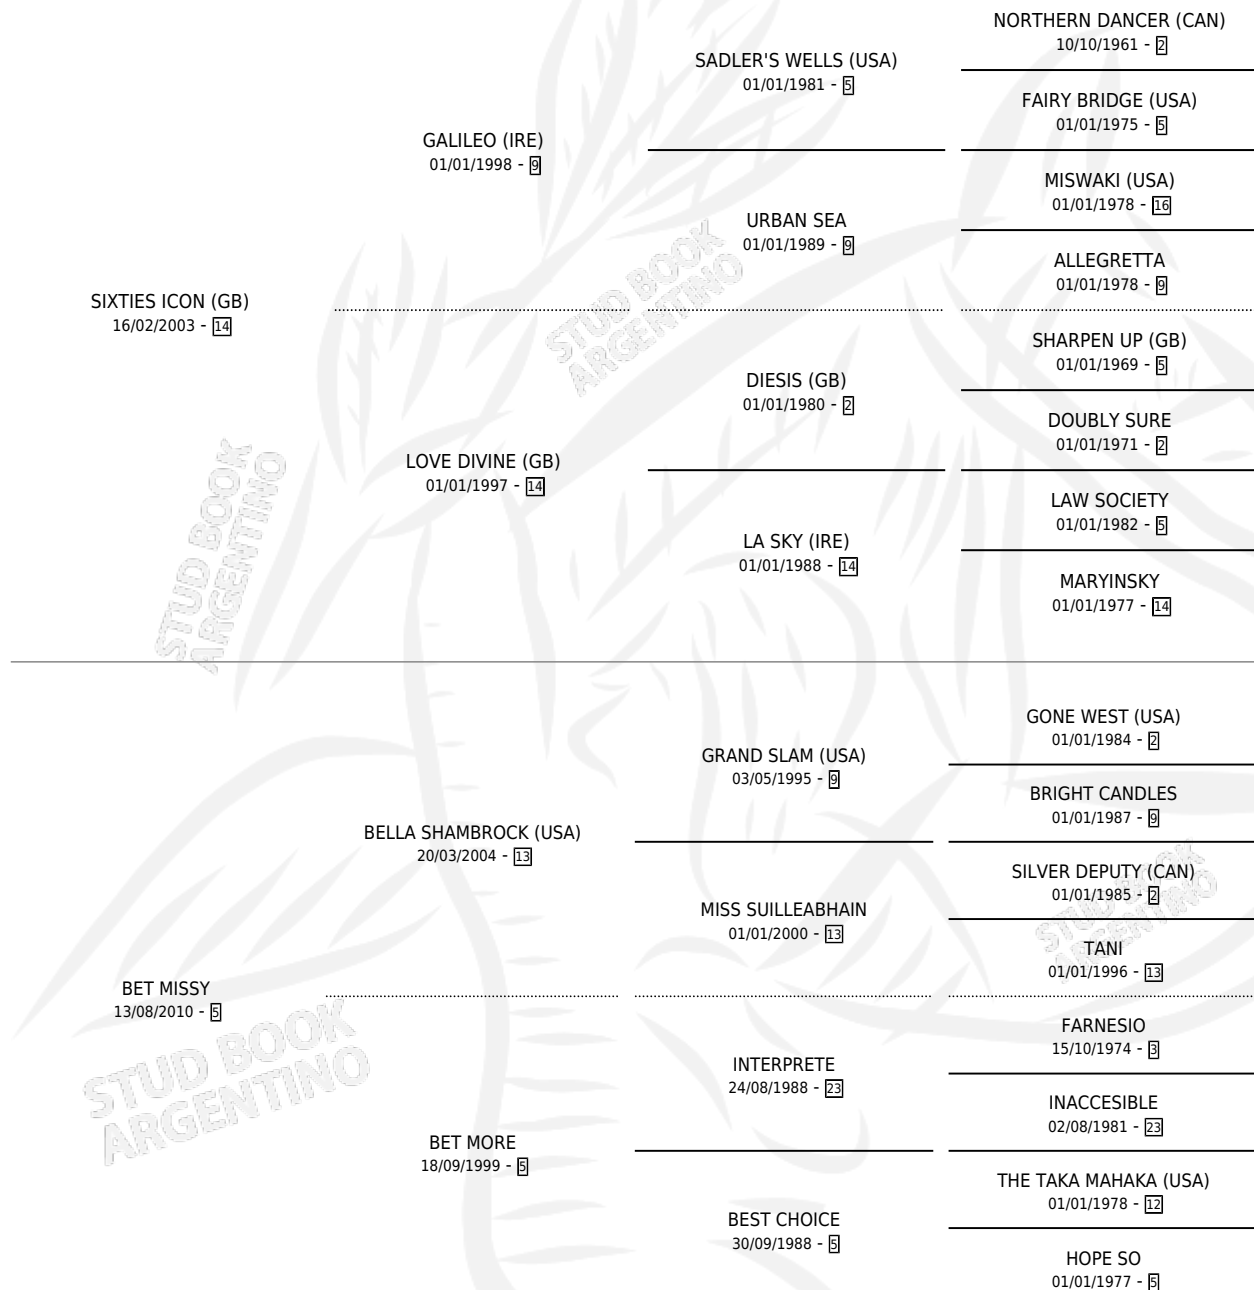 NORTHERN DANCER (CAN)
10/10/1961 - 2
SADLER'S WELLS (USA)
01/01/1981 - 5
FAIRY BRIDGE (USA)
01/01/1975 - 5
GALILEO (IRE)
01/01/1998 - 9
MISWAKI (USA)
01/01/1978 - 16
URBAN SEA
01/01/1989 - 9
ALLEGRETTA
01/01/1978 - 9
SIXTIES ICON (GB)
16/02/2003 - 14
SHARPEN UP (GB)
01/01/1969 - 5
DIESIS (GB)
01/01/1980 - 2
DOUBLY SURE
01/01/1971 - 2
LOVE DIVINE (GB)
01/01/1997 - 14
LAW SOCIETY
01/01/1982 - 5
LA SKY (IRE)
01/01/1988 - 14
MARYINSKY
01/01/1977 - 14
GONE WEST (USA)
01/01/1984 - 2
GRAND SLAM (USA)
03/05/1995 - 9
BRIGHT CANDLES
01/01/1987 - 9
BELLA SHAMBROCK (USA)
20/03/2004 - 13
SILVER DEPUTY (CAN)
01/01/1985 - 2
MISS SUILLEABHAIN
01/01/2000 - 13
TANI
01/01/1996 - 13
BET MISSY
13/08/2010 - 5
FARNESIO
15/10/1974 - 3
INTERPRETE
24/08/1988 - 23
INACCESIBLE
02/08/1981 - 23
BET MORE
18/09/1999 - 5
THE TAKA MAHAKA (USA)
01/01/1978 - 12
BEST CHOICE
30/09/1988 - 5
HOPE SO
01/01/1977 - 5
STUD BOOK
ARGENTINO
STUD BOOK
ARGENTINO
STUD BOOK
ARGENTINO
STUD BOOK
ARGENTINO